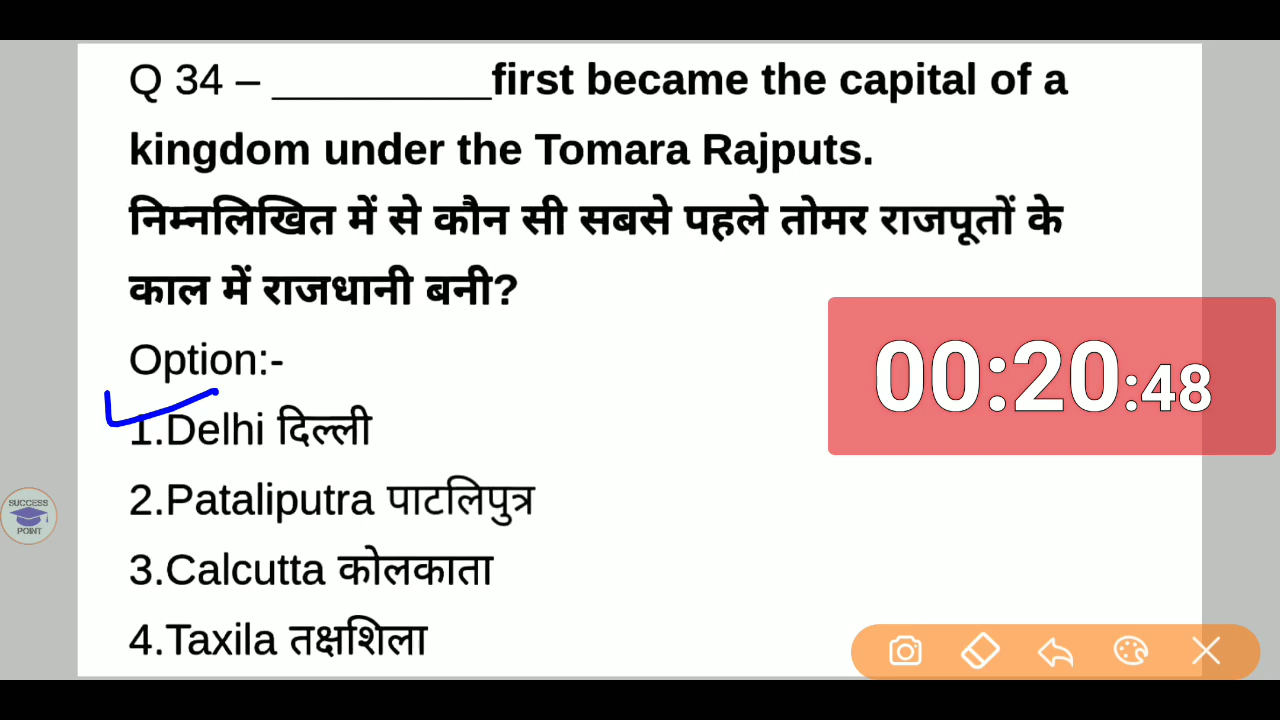 Q 34 – __________first became the capital of a
kingdom under the Tomara Rajputs.
निम्नलिखित में से कौन सी सबसे पहले तोमर राजपूतों के
काल में राजधानी बनी?
Option:-
1.Delhi दिल्ली
2.Pataliputra पाटलिपुत्र
3.Calcutta कोलकाता
4.Taxila तक्षशिला
00:20:48
SUCCESS
POINT